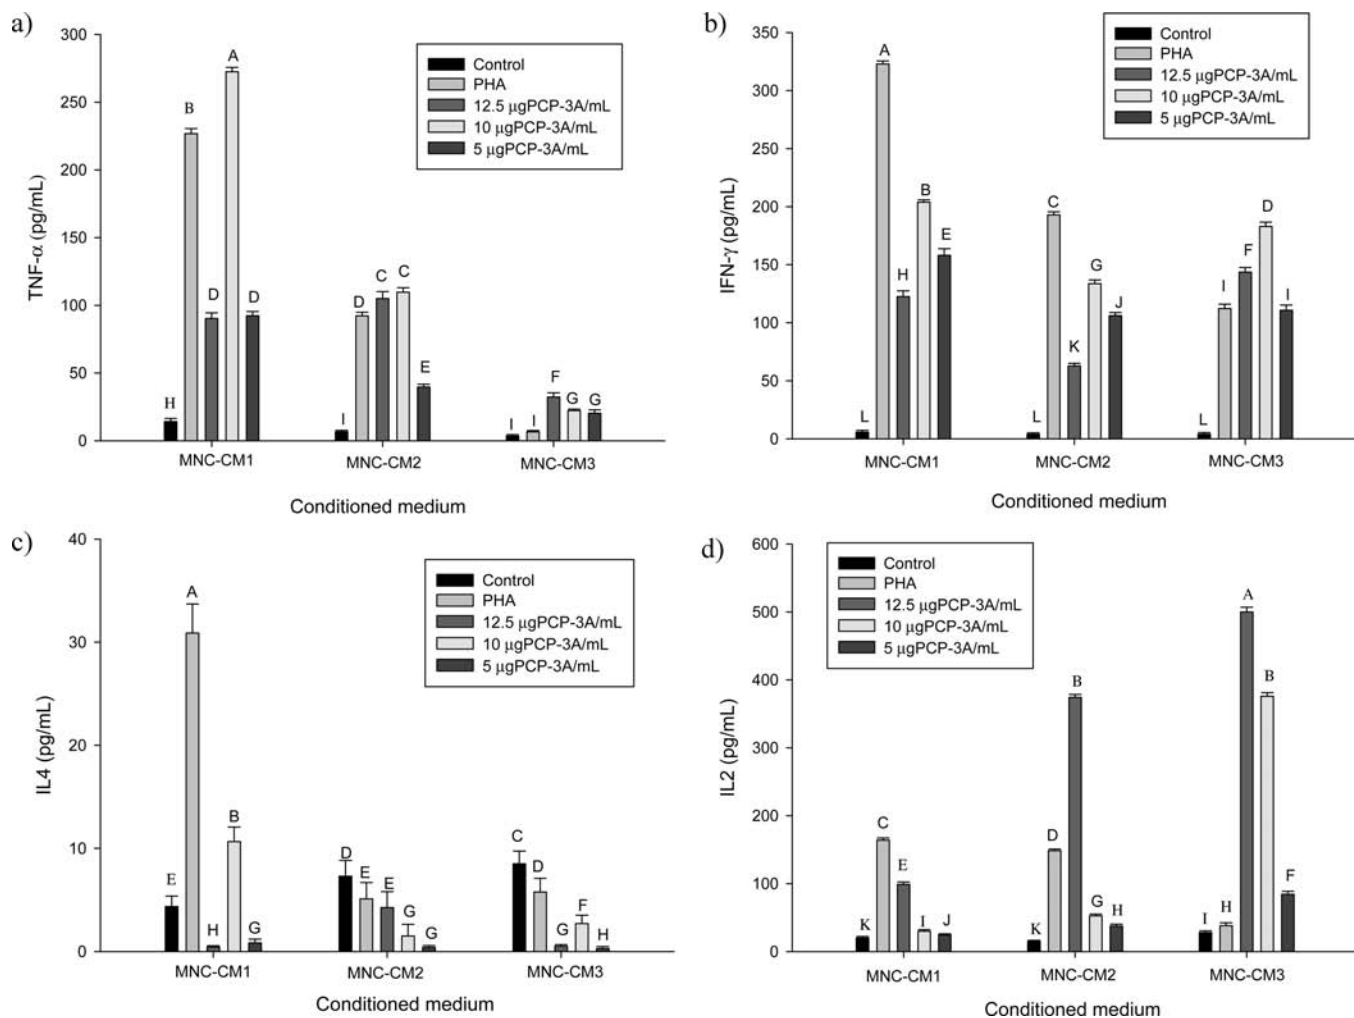 a)
300
250
200
150
100
50
0
TNF-α (pg/mL)
Control
PHA
12.5 μgPCP-3A/mL
10 μgPCP-3A/mL
5 μgPCP-3A/mL
H B D A D
I D C C E
I I F G G
MNC-CM1 MNC-CM2 MNC-CM3
Conditioned medium
b)
350
300
250
200
150
100
50
0
IFN-γ (pg/mL)
Control
PHA
12.5 μgPCP-3A/mL
10 μgPCP-3A/mL
5 μgPCP-3A/mL
L A H B E
L C K G J
L I F D I
MNC-CM1 MNC-CM2 MNC-CM3
Conditioned medium
c)
40
30
20
10
0
IL4 (pg/mL)
Control
PHA
12.5 μgPCP-3A/mL
10 μgPCP-3A/mL
5 μgPCP-3A/mL
E A H B G
D E E G G
C D G F H
MNC-CM1 MNC-CM2 MNC-CM3
Conditioned medium
d)
600
500
400
300
200
100
0
IL2 (pg/mL)
Control
PHA
12.5 μgPCP-3A/mL
10 μgPCP-3A/mL
5 μgPCP-3A/mL
K C E I J
K D B G H
I H A B F
MNC-CM1 MNC-CM2 MNC-CM3
Conditioned medium